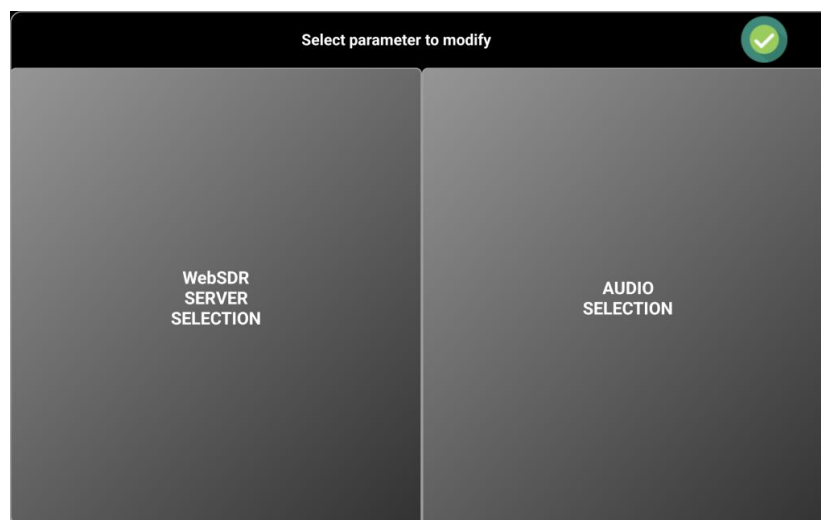 Select parameter to modify
WebSDR
SERVER
SELECTION
AUDIO
SELECTION